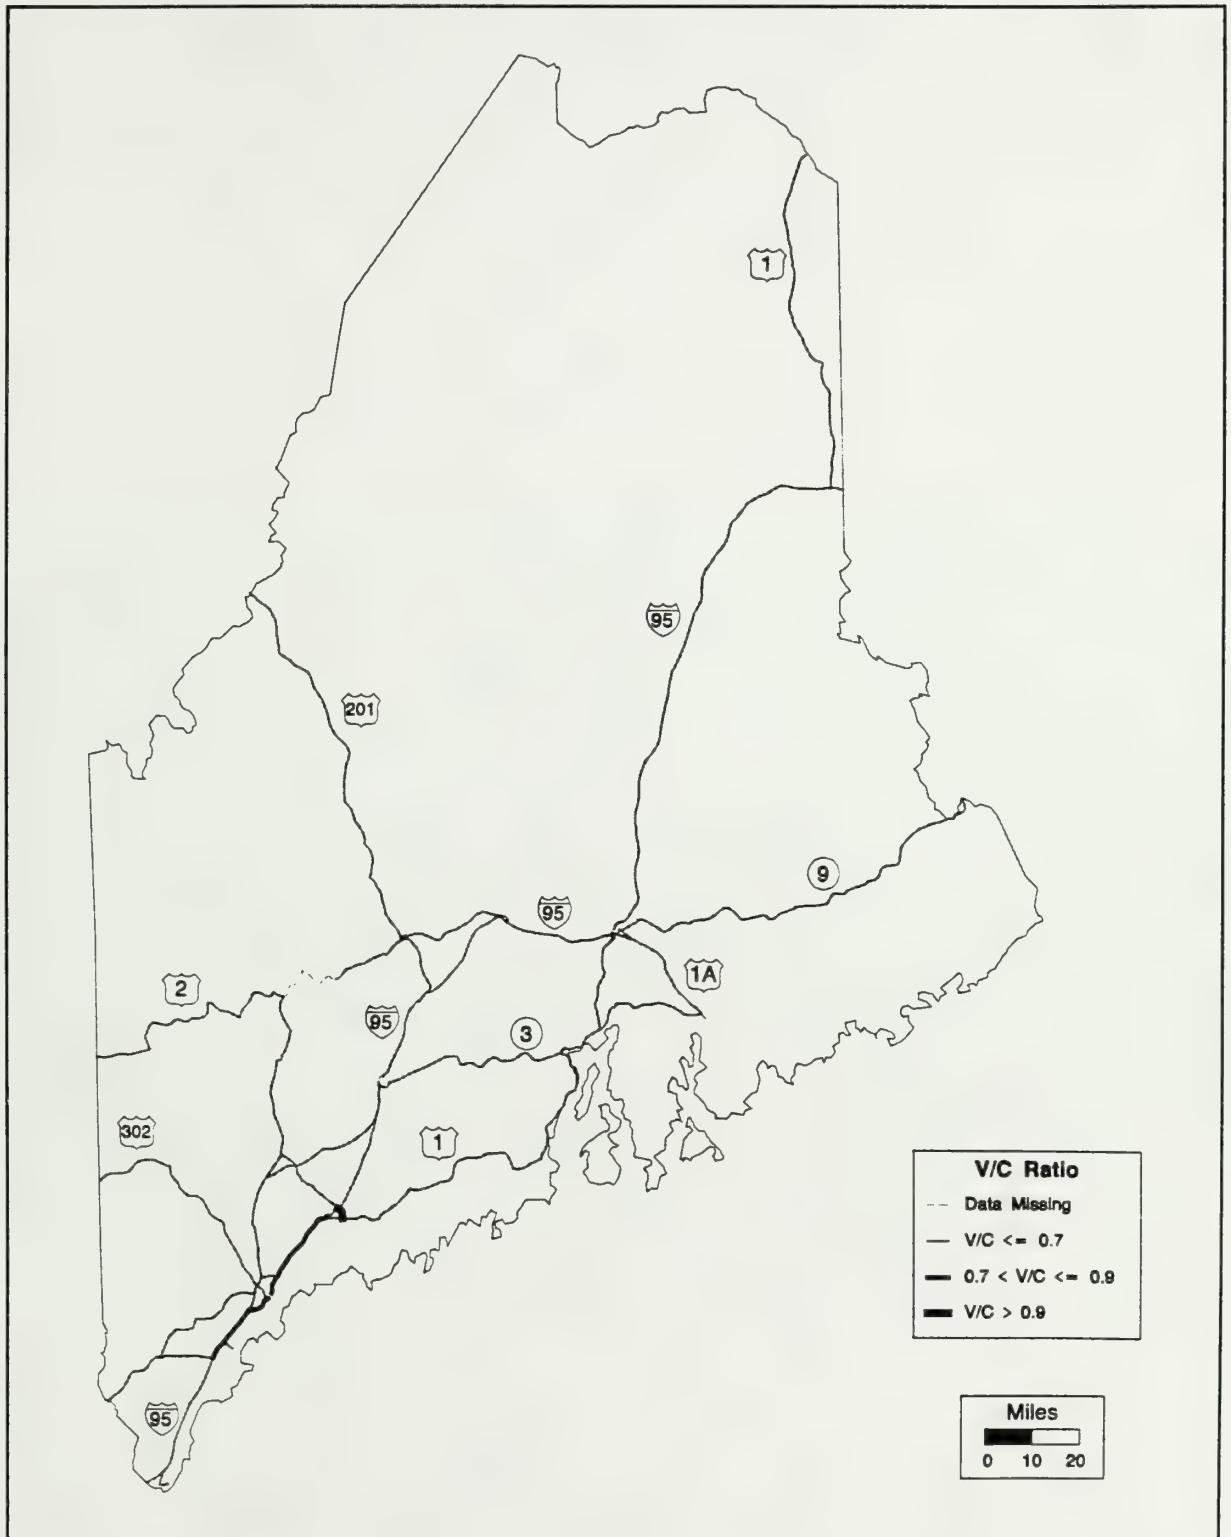 1
95
201
9
95
1A
2
95
3
302
1
V/C Ratio
Data Missing
V/C <= 0.7
0.7 < V/C <= 0.9
V/C > 0.9
95
Miles
0 10 20